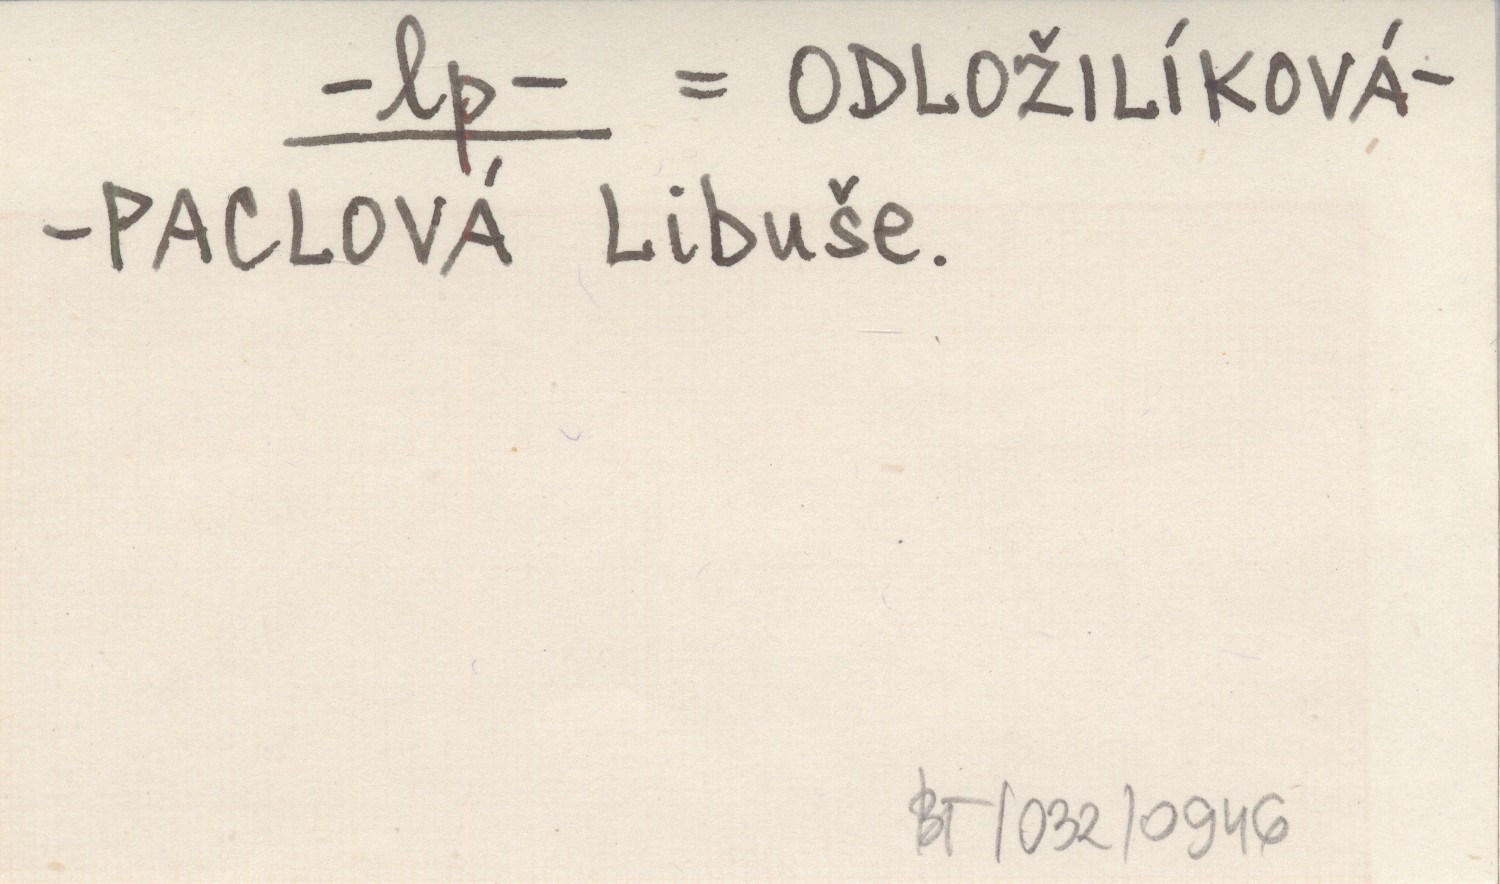 -lp- = ODLOŽILÍKOVÁ-
-PACLOVÁ Libuše.
BT/032/0946